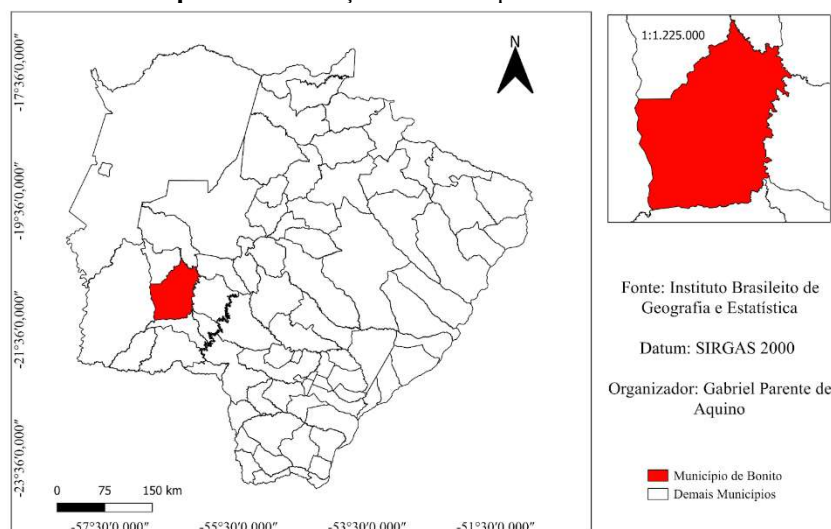 N
-17°36'0,000"
-19°36'0,000"
-21°36'0,000"
-23°36'0,000"
0 75 150 km
-57°30'0.000" -55°30'0.000" -53°30'0.000" -51°30'0.000"
1:1.225.000
Fonte: Instituto Brasileito de
Geografia e Estatística
Datum: SIRGAS 2000
Organizador: Gabriel Parente de
Aquino
Município de Bonito
Demais Municípios